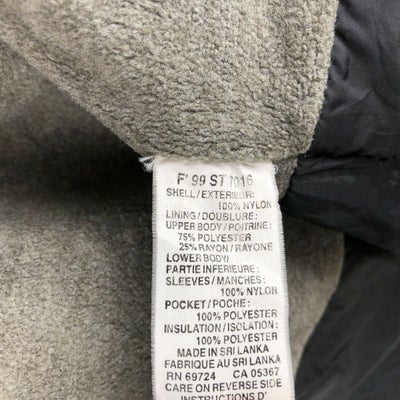 F' 99 ST 7016
SHELL/EXTERIEUR:
100% NYLON
LINING/DOUBLURE:
UPPER BODY/POITRINE:
75% POLYESTER
25% RAYON/RAYONE
LOWER BODY/
PARTIE INFERIEURE:
SLEEVES/MANCHES:
100% NYLON
POCKET/POCHE:
100% POLYESTER
INSULATION/ISOLATION:
100% POLYESTER
MADE IN SRI LANKA
FABRIQUE AU SRI LANKA
RN 69724 CA 05367
CARE ON REVERSE SIDE
INSTRUCTIONS D'